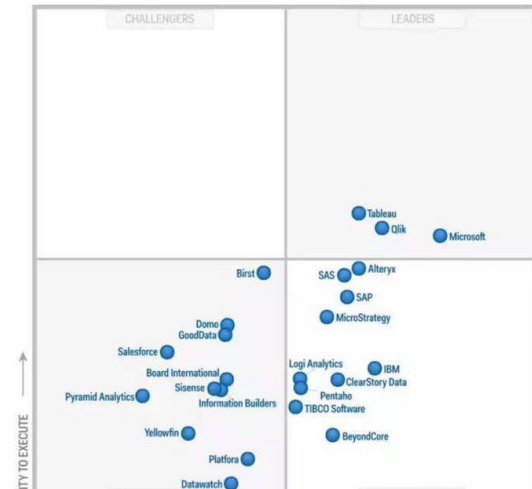 CHALLENGERS
LEADERS
Tableau
Qlik
Microsoft
Birst
SAS
Alteryx
SAP
Domo
MicroStrategy
GoodData
Salesforce
Logi Analytics
IBM
Board International
ClearStory Data
Sisense
Pentaho
Pyramid Analytics
Information Builders
TIBCO Software
Yellowfin
BeyondCore
Platfora
Datawatch
TO EXECUTE